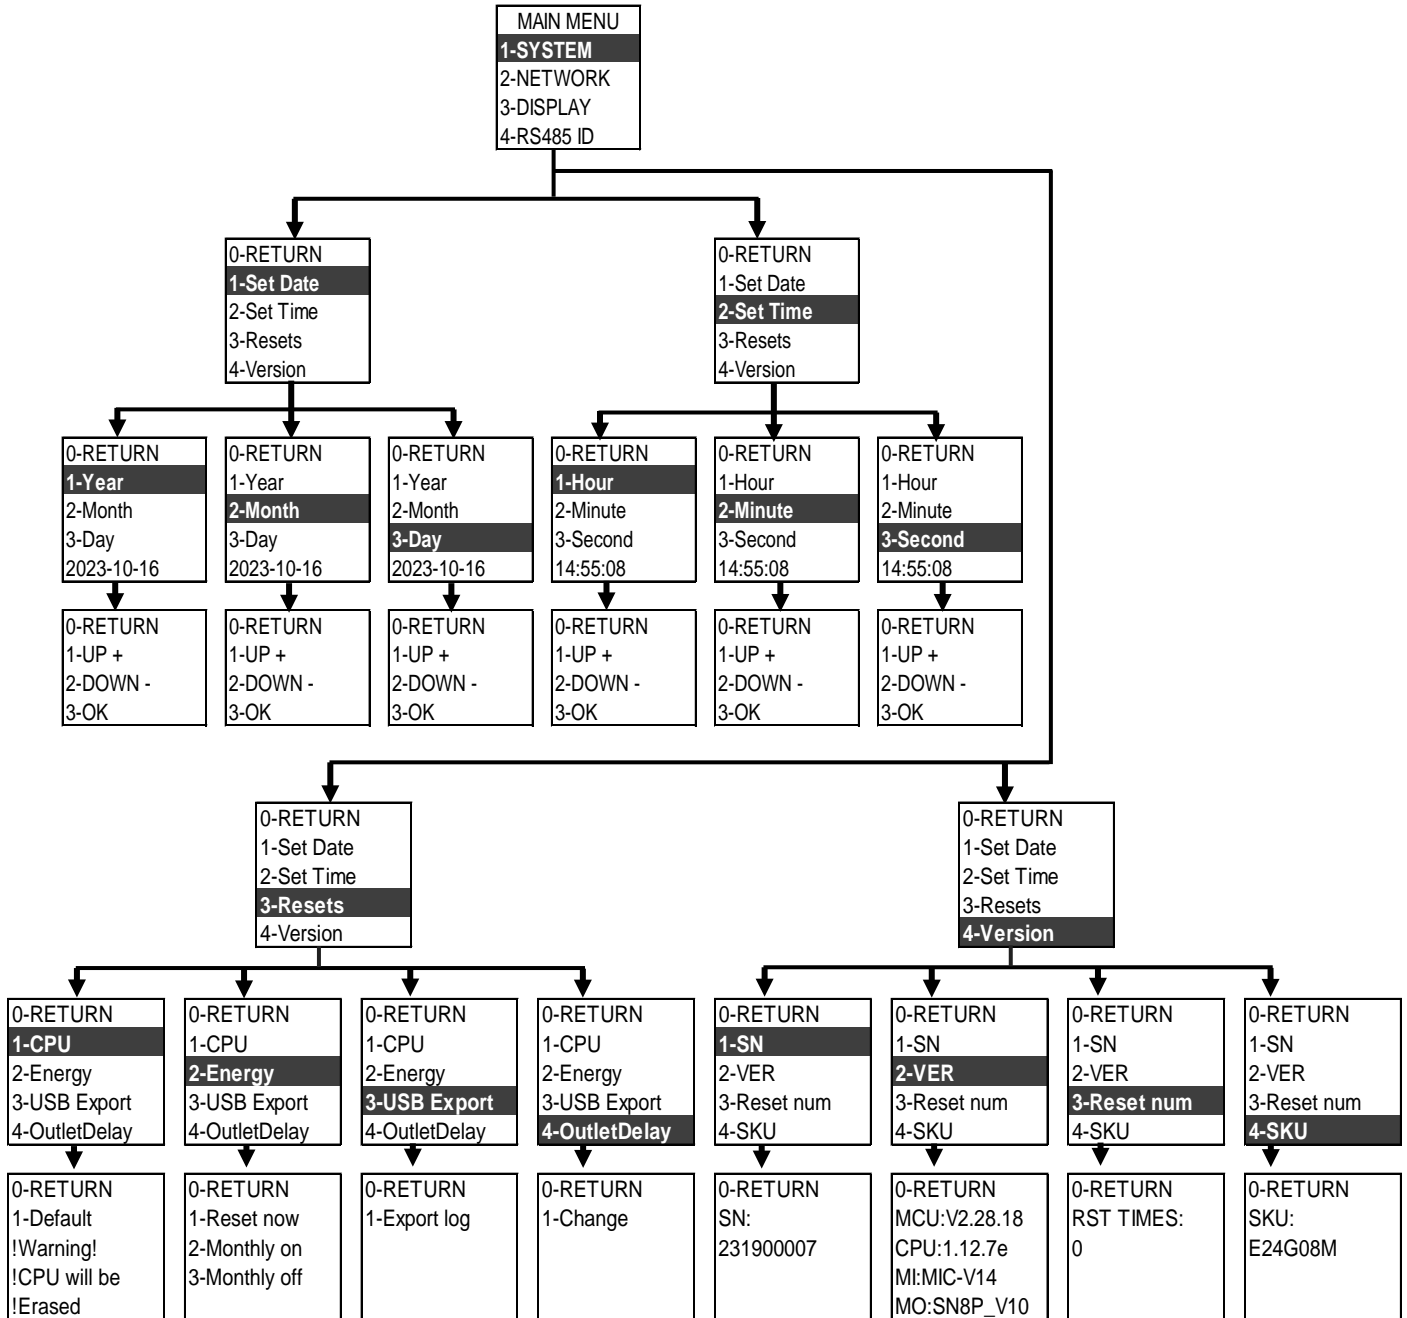 MAIN MENU
1-SYSTEM
2-NETWORK
3-DISPLAY
4-RS485 ID
0-RETURN
1-Set Date
2-Set Time
3-Resets
4-Version
0-RETURN
1-Set Date
2-Set Time
3-Resets
4-Version
0-RETURN
1-Year
2-Month
3-Day
2023-10-16
0-RETURN
1-Year
2-Month
3-Day
2023-10-16
0-RETURN
1-Year
2-Month
3-Day
2023-10-16
0-RETURN
1-Hour
2-Minute
3-Second
14:55:08
0-RETURN
1-Hour
2-Minute
3-Second
14:55:08
0-RETURN
1-Hour
2-Minute
3-Second
14:55:08
0-RETURN
1-UP +
2-DOWN -
3-OK
0-RETURN
1-UP +
2-DOWN -
3-OK
0-RETURN
1-UP +
2-DOWN -
3-OK
0-RETURN
1-UP +
2-DOWN -
3-OK
0-RETURN
1-UP +
2-DOWN -
3-OK
0-RETURN
1-UP +
2-DOWN -
3-OK
0-RETURN
1-Set Date
2-Set Time
3-Resets
4-Version
0-RETURN
1-Set Date
2-Set Time
3-Resets
4-Version
0-RETURN
1-CPU
2-Energy
3-USB Export
4-OutletDelay
0-RETURN
1-CPU
2-Energy
3-USB Export
4-OutletDelay
0-RETURN
1-CPU
2-Energy
3-USB Export
4-OutletDelay
0-RETURN
1-CPU
2-Energy
3-USB Export
4-OutletDelay
0-RETURN
1-SN
2-VER
3-Reset num
4-SKU
0-RETURN
1-SN
2-VER
3-Reset num
4-SKU
0-RETURN
1-SN
2-VER
3-Reset num
4-SKU
0-RETURN
1-SN
2-VER
3-Reset num
4-SKU
0-RETURN
1-Default
!Warning!
!CPU will be
!Erased
0-RETURN
1-Reset now
2-Monthly on
3-Monthly off
0-RETURN
1-Export log
0-RETURN
1-Change
0-RETURN
SN:
231900007
0-RETURN
MCU:V2.28.18
CPU:1.12.7e
MI:MIC-V14
MO:SN8P_V10
0-RETURN
RST TIMES:
0
0-RETURN
SKU:
E24G08M